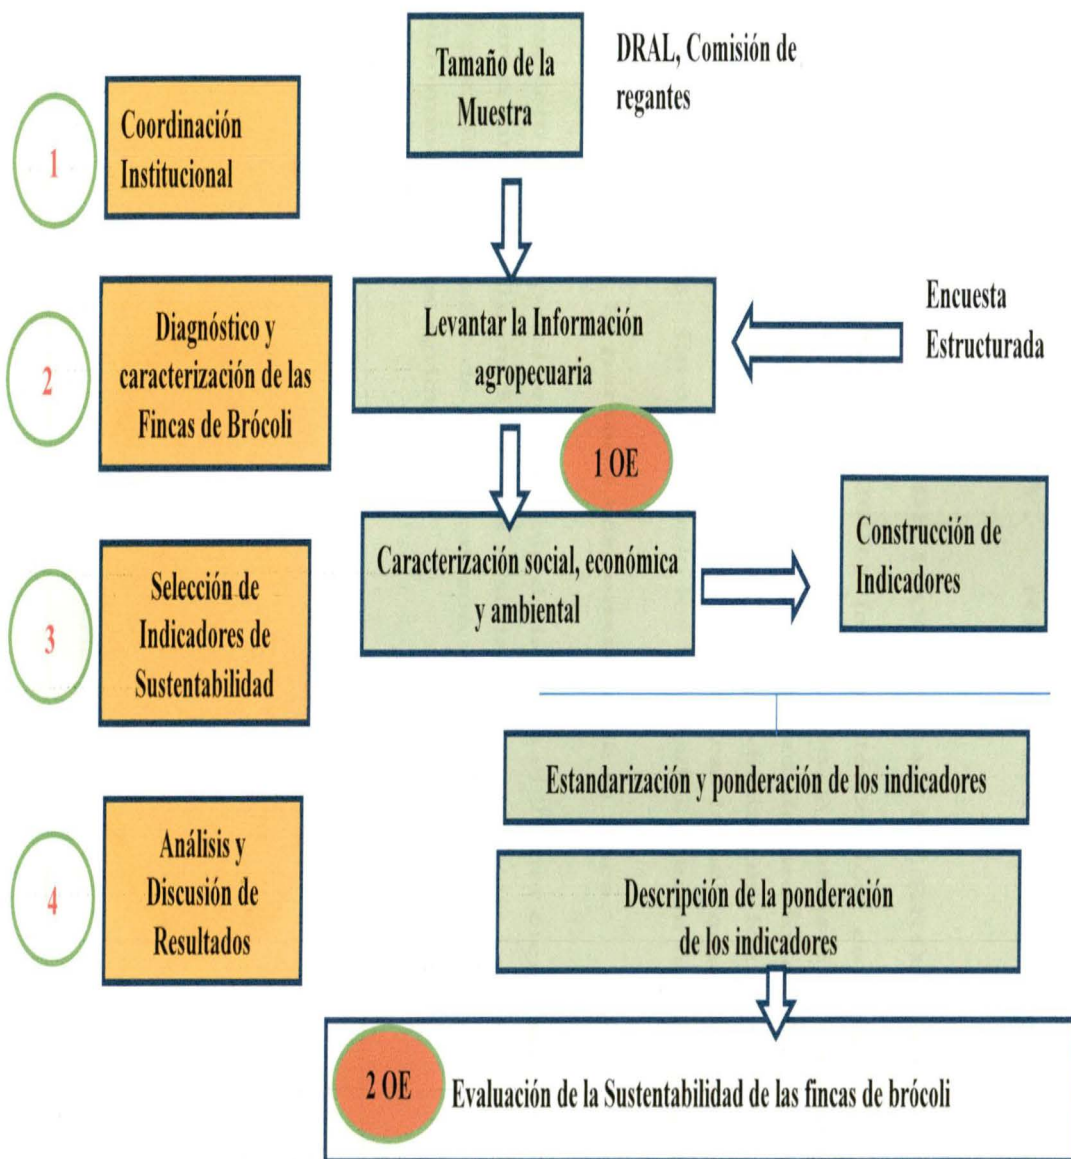 Tamaño de la
Muestra
DRAL, Comisión de
regantes
1
Coordinación
Institucional
2
Diagnóstico y
caracterización de las
Fincas de Brócoli
Levantar la Información
agropecuaria
Encuesta
Estructurada
1 OE
3
Selección de
Indicadores de
Sustentabilidad
Caracterización social, económica
y ambiental
Construcción de
Indicadores
Estandarización y ponderación de los indicadores
4
Análisis y
Discusión de
Resultados
Descripción de la ponderación
de los indicadores
2 OE
Evaluación de la Sustentabilidad de las fincas de brócoli